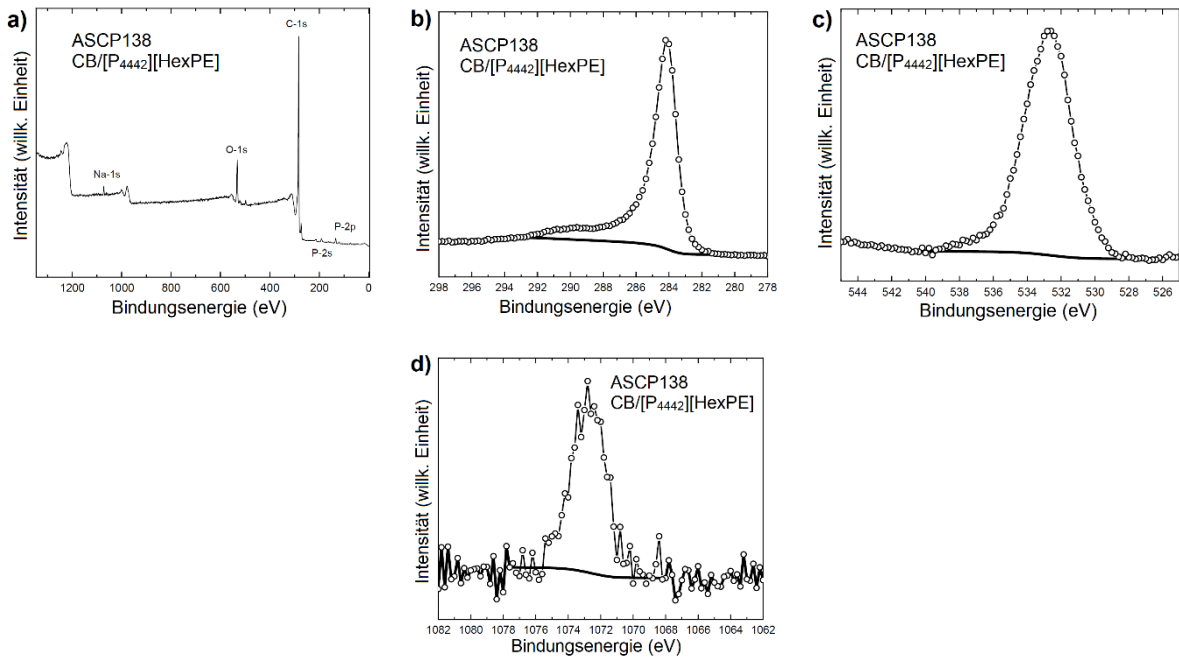 a)
ASCP138
CB/[P4442][HexPE]
C-1s
O-1s
Na-1s
P-2p
P-2s
Intensität (willk. Einheit)
1200 1000 800 600 400 200 0
Bindungsenergie (eV)
b)
ASCP138
CB/[P4442][HexPE]
Intensität (willk. Einheit)
298 296 294 292 290 288 286 284 282 280 278
Bindungsenergie (eV)
c)
ASCP138
CB/[P4442][HexPE]
Intensität (willk. Einheit)
544 542 540 538 536 534 532 530 528 526
Bindungsenergie (eV)
d)
ASCP138
CB/[P4442][HexPE]
Intensität (willk. Einheit)
1082 1080 1078 1076 1074 1072 1070 1068 1066 1064 1062
Bindungsenergie (eV)